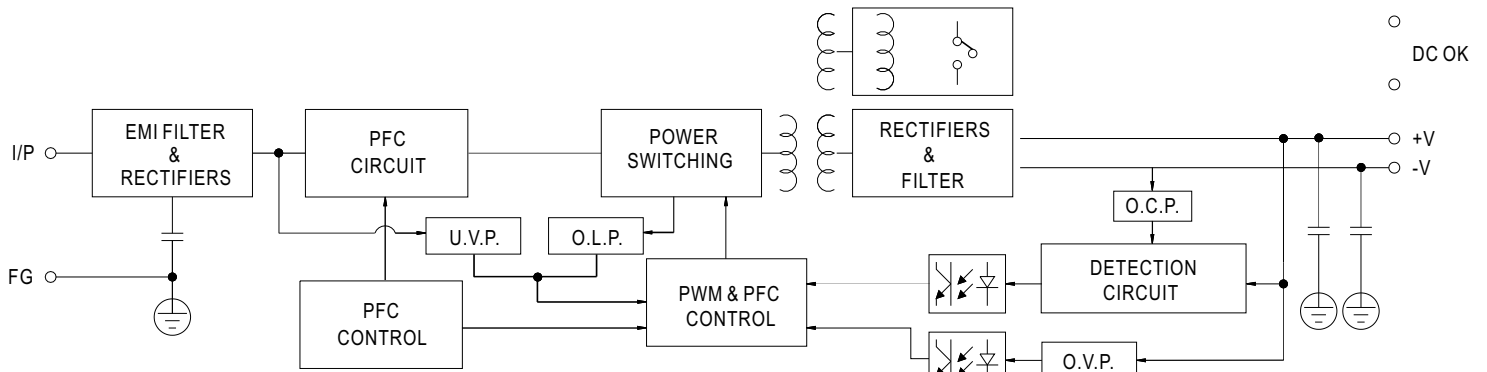 DC OK
I/P
EMI FILTER
&
RECTIFIERS
PFC
CIRCUIT
POWER
SWITCHING
RECTIFIERS
&
FILTER
+V
-V
O.C.P.
U.V.P.
O.L.P.
FG
PFC
CONTROL
PWM & PFC
CONTROL
DETECTION
CIRCUIT
O.V.P.